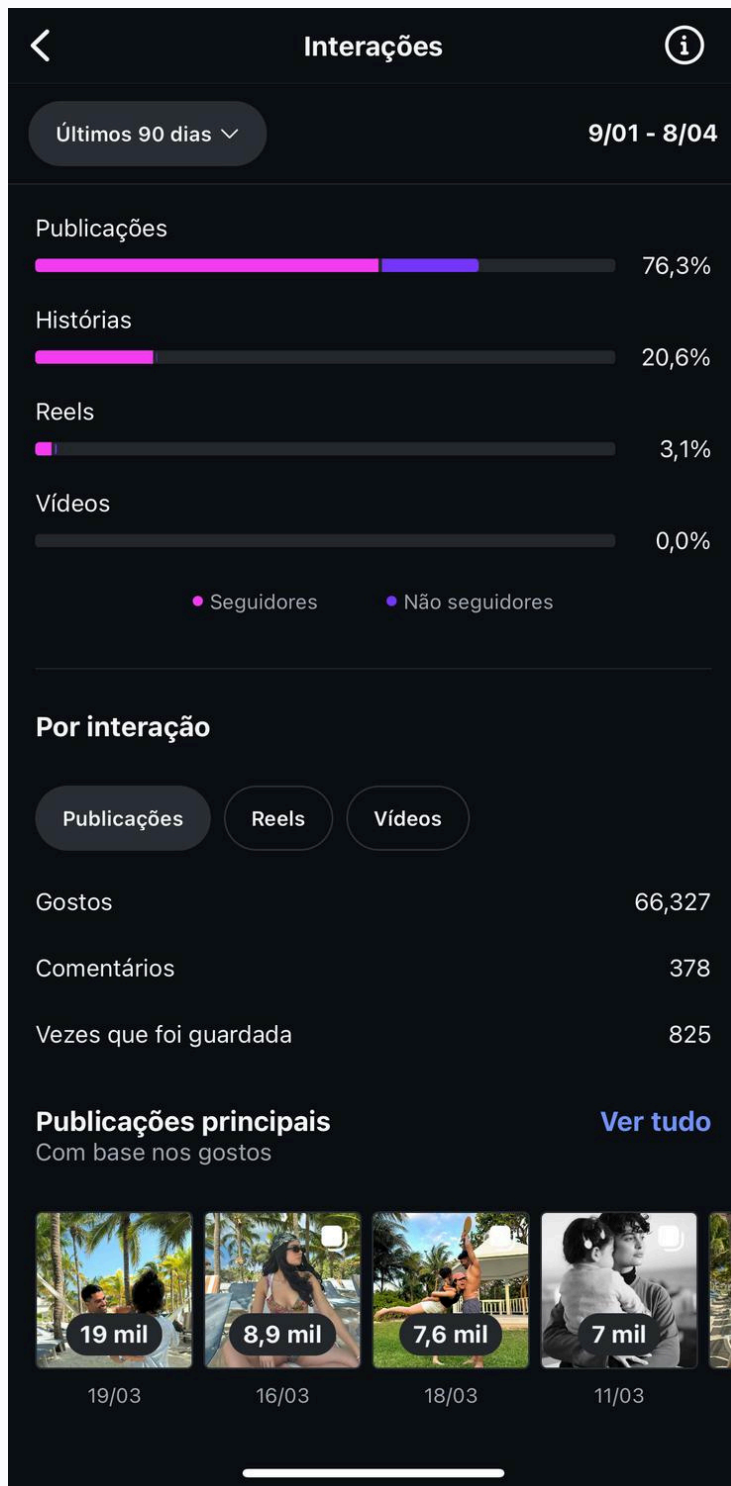 Interações
Últimos 90 dias 9/01 - 8/04
Publicações
76,3%
Histórias
20,6%
Reels
3,1%
Vídeos
0,0%
Seguidores Não seguidores
Por interação
Publicações Reels Vídeos
Gostos 66,327
Comentários 378
Vezes que foi guardada 825
Publicações principais Ver tudo
Com base nos gostos
19 mil 8,9 mil 7,6 mil 7 mil
19/03 16/03 18/03 11/03